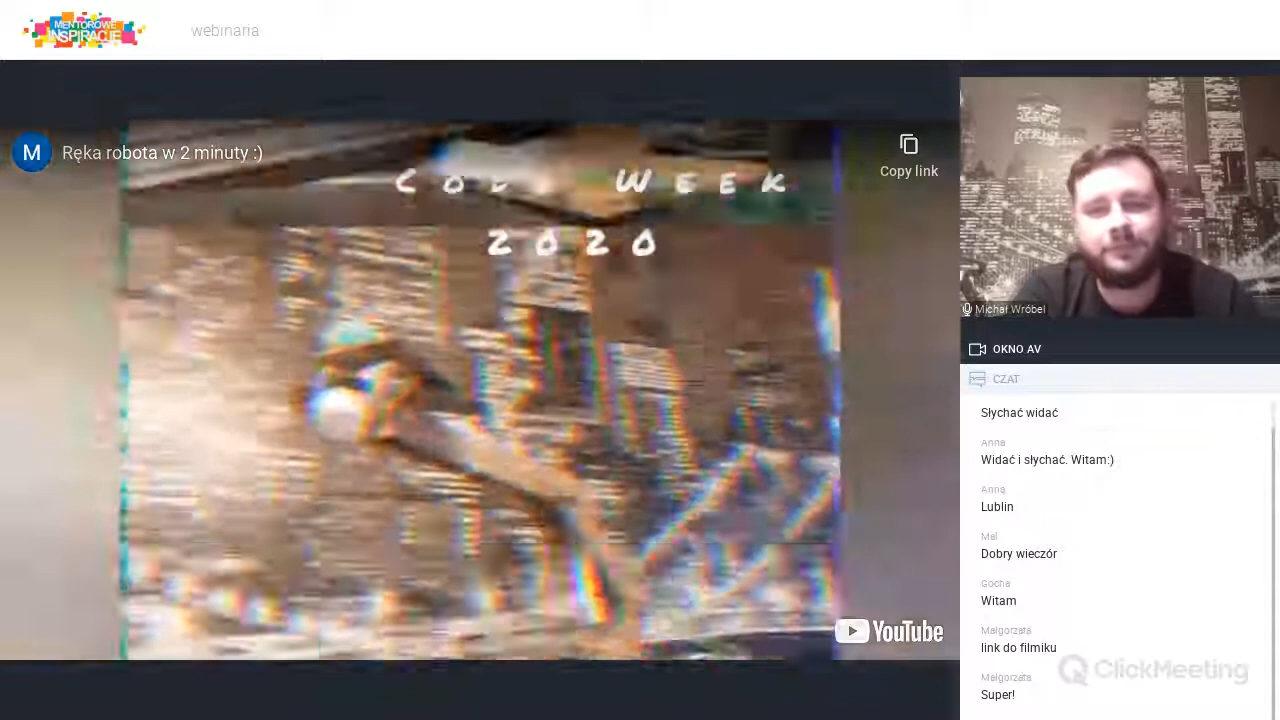 MENTOROWE
INSPIRACJE
webinaria
M
Ręka robota w 2 minuty :)
Copy link
Week
2020
YouTube
Michał Wróbel
OKNO AV
CZAT
Słychać widać
Anna
Widać i słychać. Witam:)
Anna
Lublin
Mal
Dobry wieczór
Gocha
Witam
Małgorzata
link do filmiku
Małgorzata
Super!
ClickMeeting